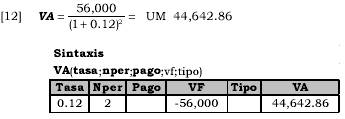 [12] VA = 56,000 / (1 + 0.12)² = UM 44,642.86
Sintaxis
VA(tasa;nper;pago;vf;tipo)
Tasa Nper Pago VF Tipo VA
0.12 2 -56,000 44,642.86